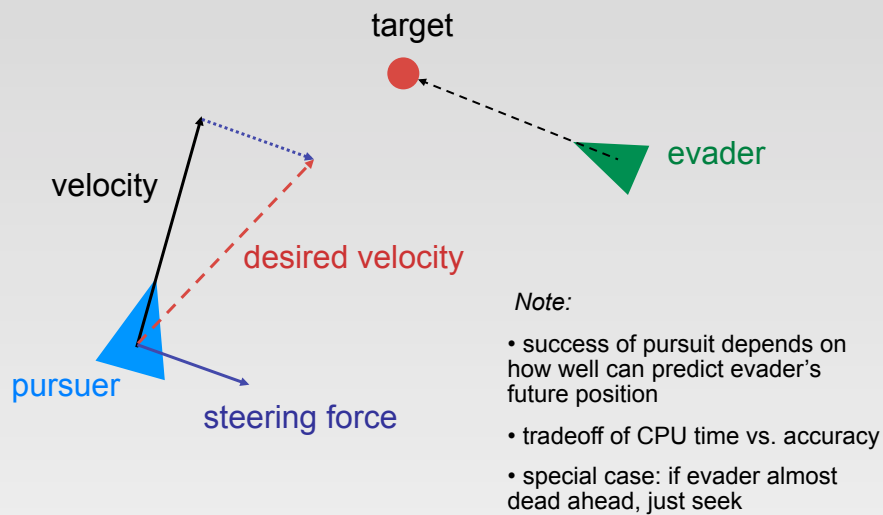 target
evader
velocity
desired velocity
pursuer
steering force
Note:
• success of pursuit depends on
how well can predict evader’s
future position
• tradeoff of CPU time vs. accuracy
• special case: if evader almost
dead ahead, just seek